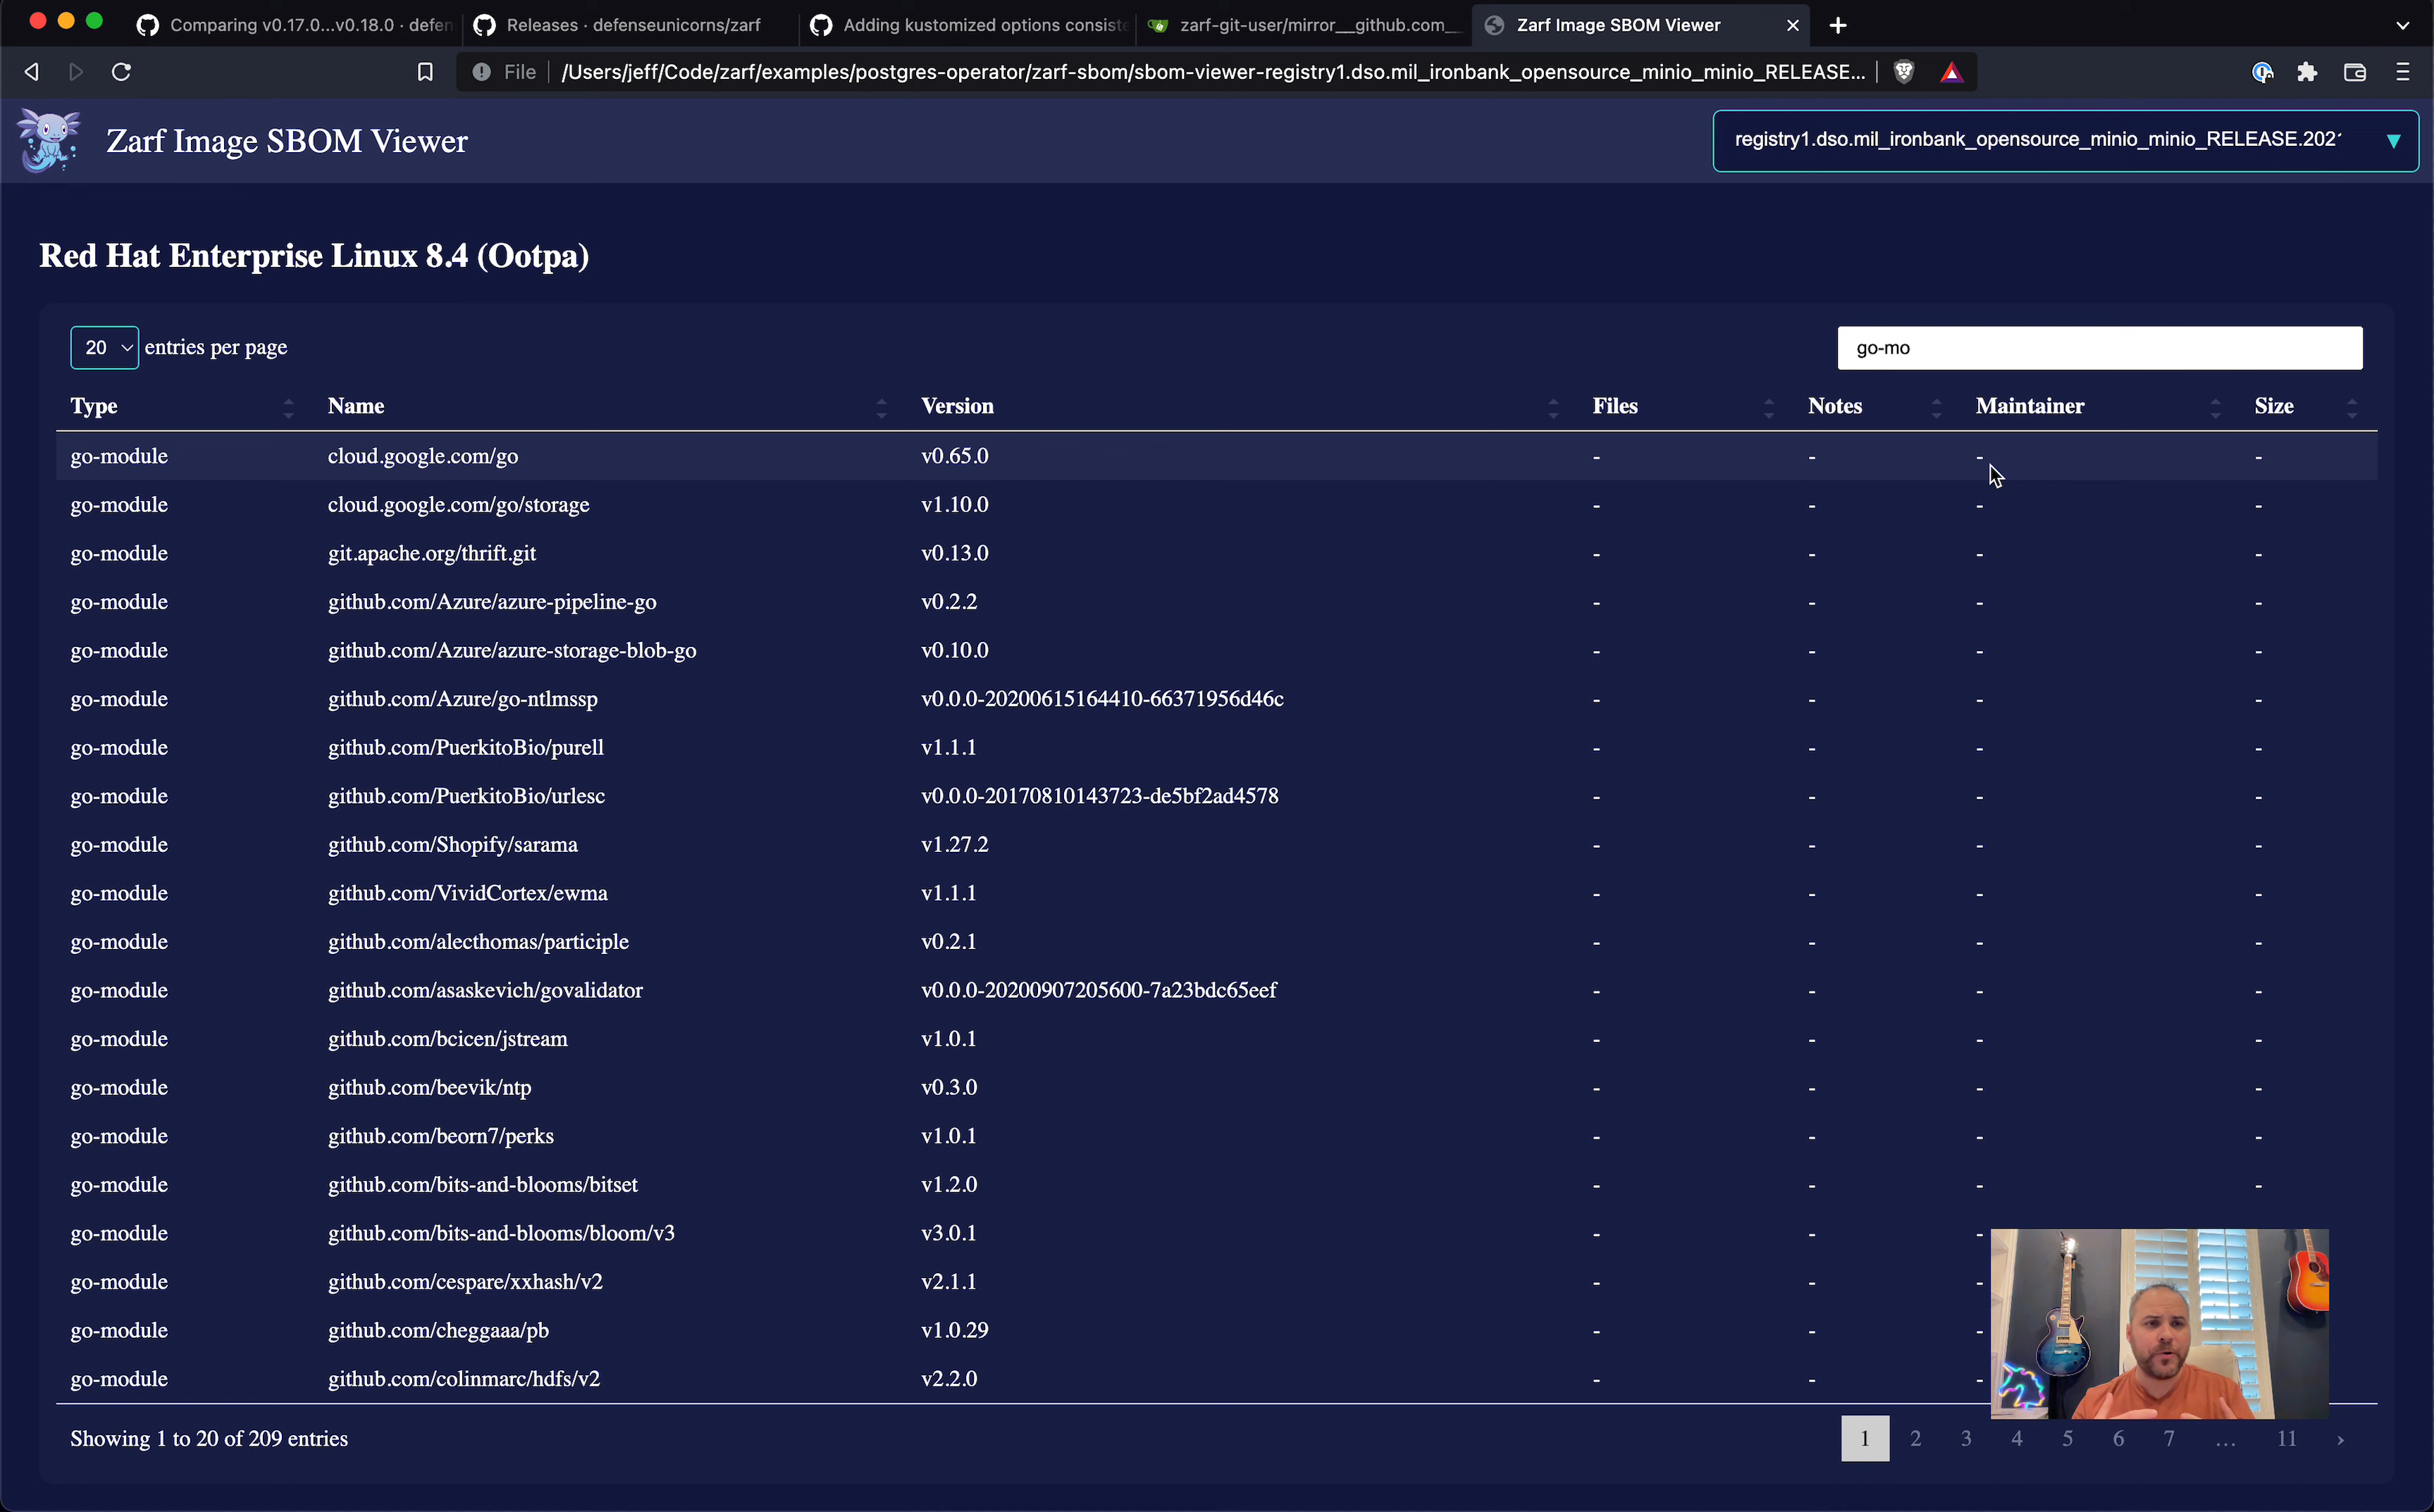 Comparing v0.17.0...v0.18.0 · defen
Releases · defenseunicorns/zarf
Adding kustomized options consiste
zarf-git-user/mirror__github.com__
Zarf Image SBOM Viewer
File
/Users/jeff/Code/zarf/examples/postgres-operator/zarf-sbom/sbom-viewer-registry1.dso.mil_ironbank_opensource_minio_minio_RELEASE...
Zarf Image SBOM Viewer
registry1.dso.mil_ironbank_opensource_minio_minio_RELEASE.202
Red Hat Enterprise Linux 8.4 (Ootpa)
20 entries per page
go-mo
Type Name Version Files Notes Maintainer Size
go-module cloud.google.com/go v0.65.0 - - - -
go-module cloud.google.com/go/storage v1.10.0 - - - -
go-module git.apache.org/thrift.git v0.13.0 - - - -
go-module github.com/Azure/azure-pipeline-go v0.2.2 - - - -
go-module github.com/Azure/azure-storage-blob-go v0.10.0 - - - -
go-module github.com/Azure/go-ntlmssp v0.0.0-20200615164410-66371956d46c - - - -
go-module github.com/PuerkitoBio/purell v1.1.1 - - - -
go-module github.com/PuerkitoBio/urlesc v0.0.0-20170810143723-de5bf2ad4578 - - - -
go-module github.com/Shopify/sarama v1.27.2 - - - -
go-module github.com/VividCortex/ewma v1.1.1 - - - -
go-module github.com/alecthomas/participle v0.2.1 - - - -
go-module github.com/asaskevich/govalidator v0.0.0-20200907205600-7a23bdc65eef - - - -
go-module github.com/bcicen/jstream v1.0.1 - - - -
go-module github.com/beevik/ntp v0.3.0 - - - -
go-module github.com/beorn7/perks v1.0.1 - - - -
go-module github.com/bits-and-blooms/bitset v1.2.0 - - - -
go-module github.com/bits-and-blooms/bloom/v3 v3.0.1 - - -
go-module github.com/cespare/xxhash/v2 v2.1.1 - - -
go-module github.com/cheggaaa/pb v1.0.29 - - -
go-module github.com/colinmarc/hdfs/v2 v2.2.0 - - -
Showing 1 to 20 of 209 entries
1 2 3 4 5 6 7 ... 11 ›